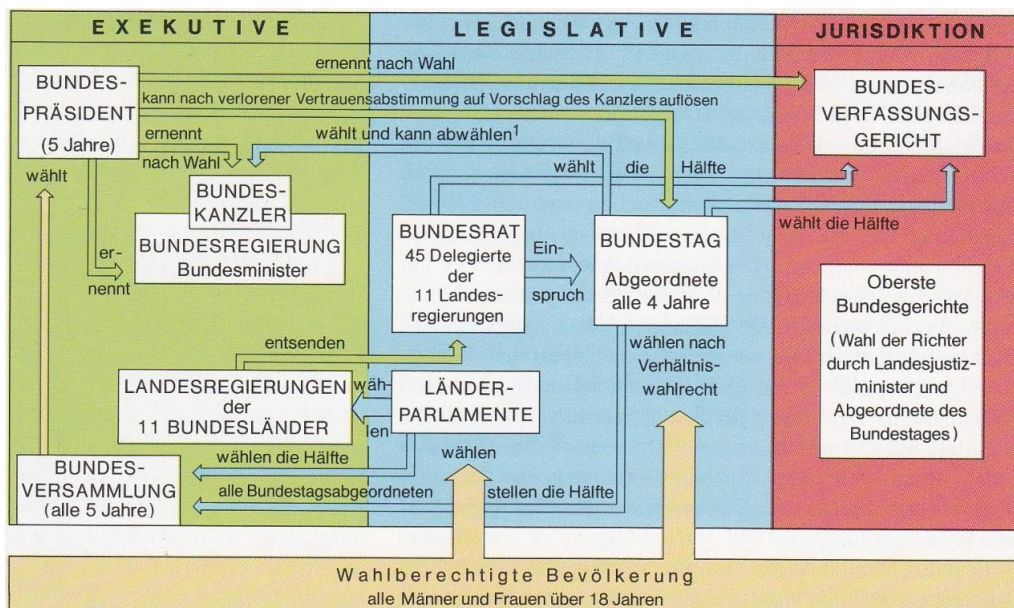 EXEKUTIVE
LEGISLATIVE
JURISDIKTION
ernennt nach Wahl
BUNDES-
PRÄSIDENT
(5 Jahre)
kann nach verlorener Vertrauensabstimmung auf Vorschlag des Kanzlers auflösen
BUNDES-
VERFASSUNGS-
GERICHT
ernennt
nach Wahl
wählt und kann abwählen¹
wählt
wählt die Hälfte
BUNDES-
KANZLER
BUNDESREGIERUNG
Bundesminister
er-
nennt
BUNDESRAT
45 Delegierte
der
11 Landes-
regierungen
Ein-
spruch
BUNDESTAG
Abgeordnete
alle 4 Jahre
wählt die Hälfte
Oberste
Bundesgerichte
(Wahl der Richter
durch Landesjustiz-
minister und
Abgeordnete des
Bundestages)
entsenden
wählen nach
Verhältnis-
wahlrecht
LANDESREGIERUNGEN
der
11 BUNDESLÄNDER
wäh-
len
LÄNDER-
PARLAMENTE
BUNDES-
VERSAMMLUNG
(alle 5 Jahre)
wählen die Hälfte
wählen
alle Bundestagsabgeordneten stellen die Hälfte
Wahlberechtigte Bevölkerung
alle Männer und Frauen über 18 Jahren